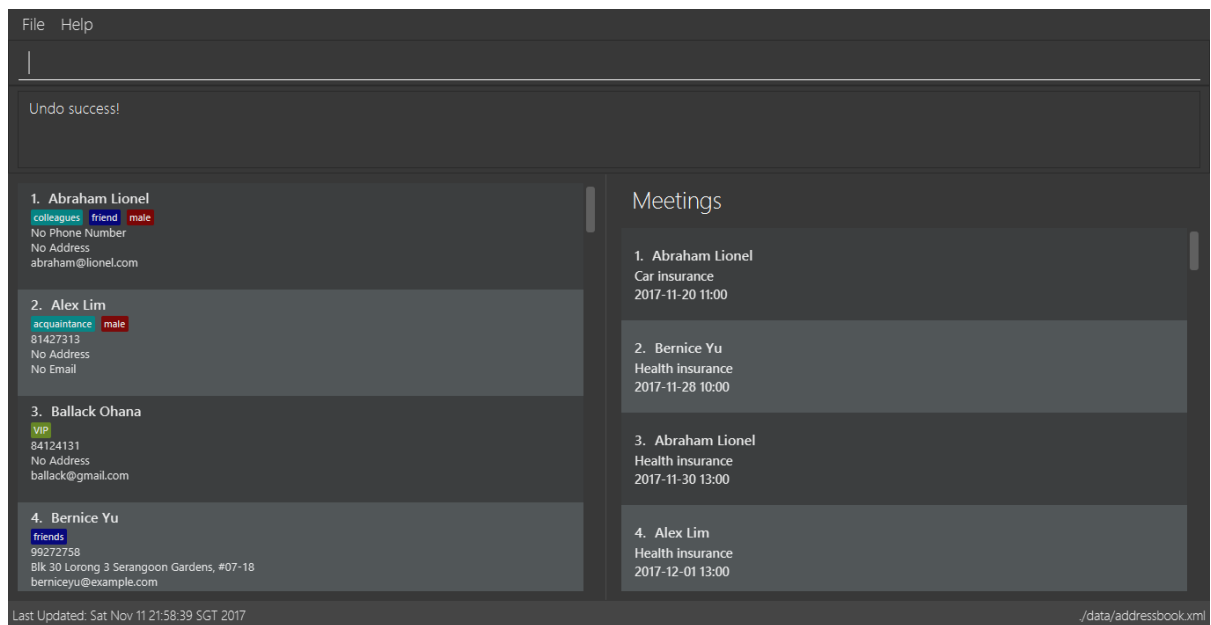 File Help
Undo success!
1. Abraham Lionel
colleagues friend male
No Phone Number
No Address
abraham@lionel.com
2. Alex Lim
acquaintance male
81427313
No Address
No Email
3. Ballack Ohana
VIP
84124131
No Address
ballack@gmail.com
4. Bernice Yu
friends
99272758
Blk 30 Lorong 3 Serangoon Gardens, #07-18
berniceyu@example.com
Meetings
1. Abraham Lionel
Car insurance
2017-11-20 11:00
2. Bernice Yu
Health insurance
2017-11-28 10:00
3. Abraham Lionel
Health insurance
2017-11-30 13:00
4. Alex Lim
Health insurance
2017-12-01 13:00
Last Updated: Sat Nov 11 21:58:39 SGT 2017
./data/addressbook.xml